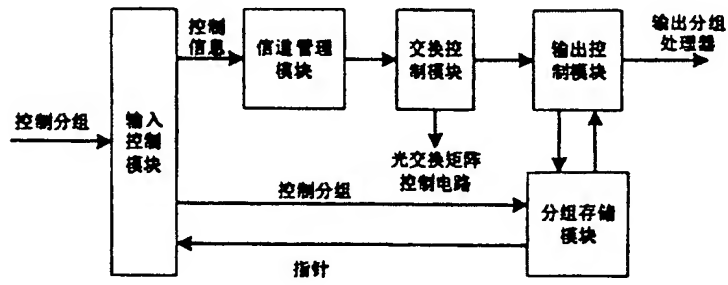 控制
信息
信道管理
模块
交换控
制模块
输出控
制模块
输出分组
处理器
控制分组
输入
控制
模块
光交换矩阵
控制电路
控制分组
分组存储
模块
指针